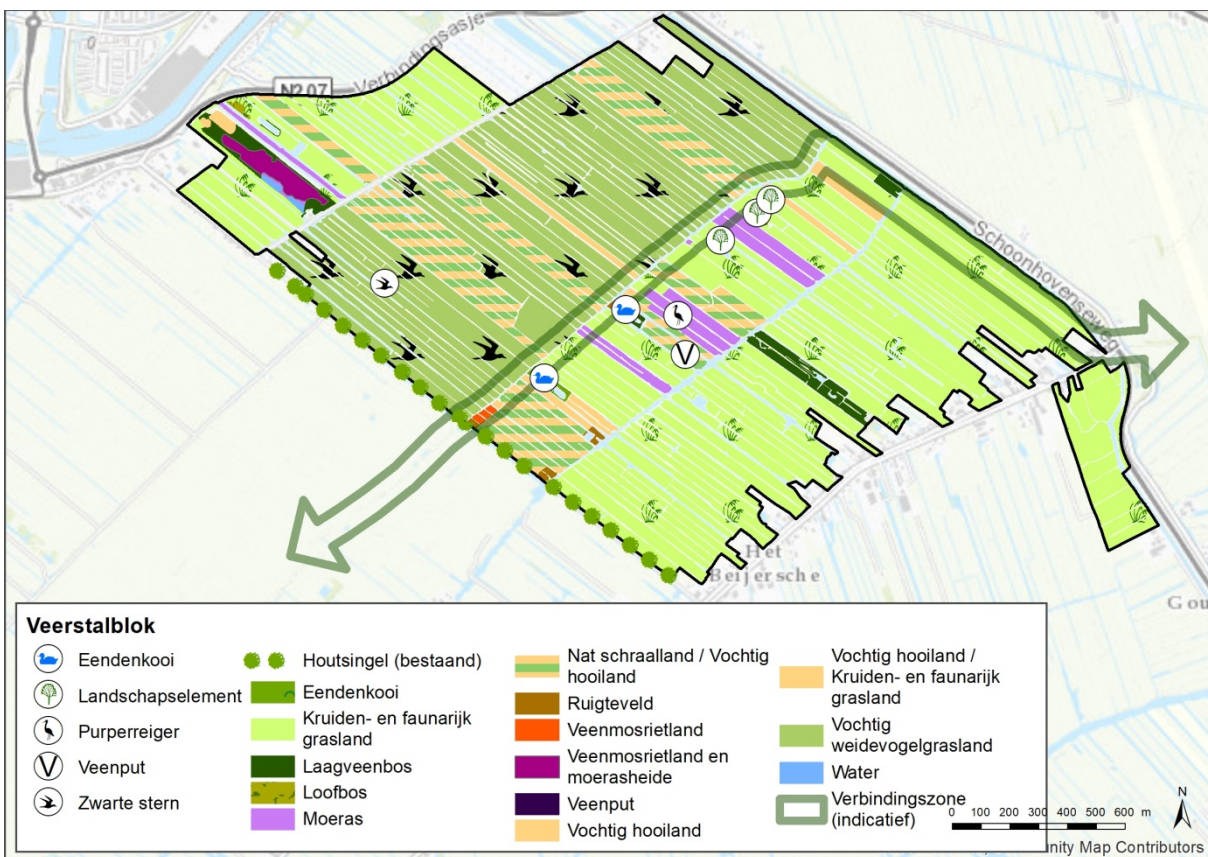 Verbindingsasje
N207
Schoonhovenseweg
Het
Beijersche
Gou
Veerstalblok
Eendenkooi
Landschapselement
Purperreiger
Veenput
Zwarte stern
Houtsingel (bestaand)
Eendenkooi
Kruiden- en faunarijk
grasland
Laagveenbos
Loofbos
Moeras
Nat schraalland / Vochtig
hooiland
Ruigteveld
Veenmosrietland
Veenmosrietland en
moerasheide
Veenput
Vochtig hooiland
Vochtig hooiland /
Kruiden- en faunarijk
grasland
Vochtig
weidevogelgrasland
Water
Verbindingszone
(indicatief)
N
0 100 200 300 400 500 600 m
unity Map Contributors